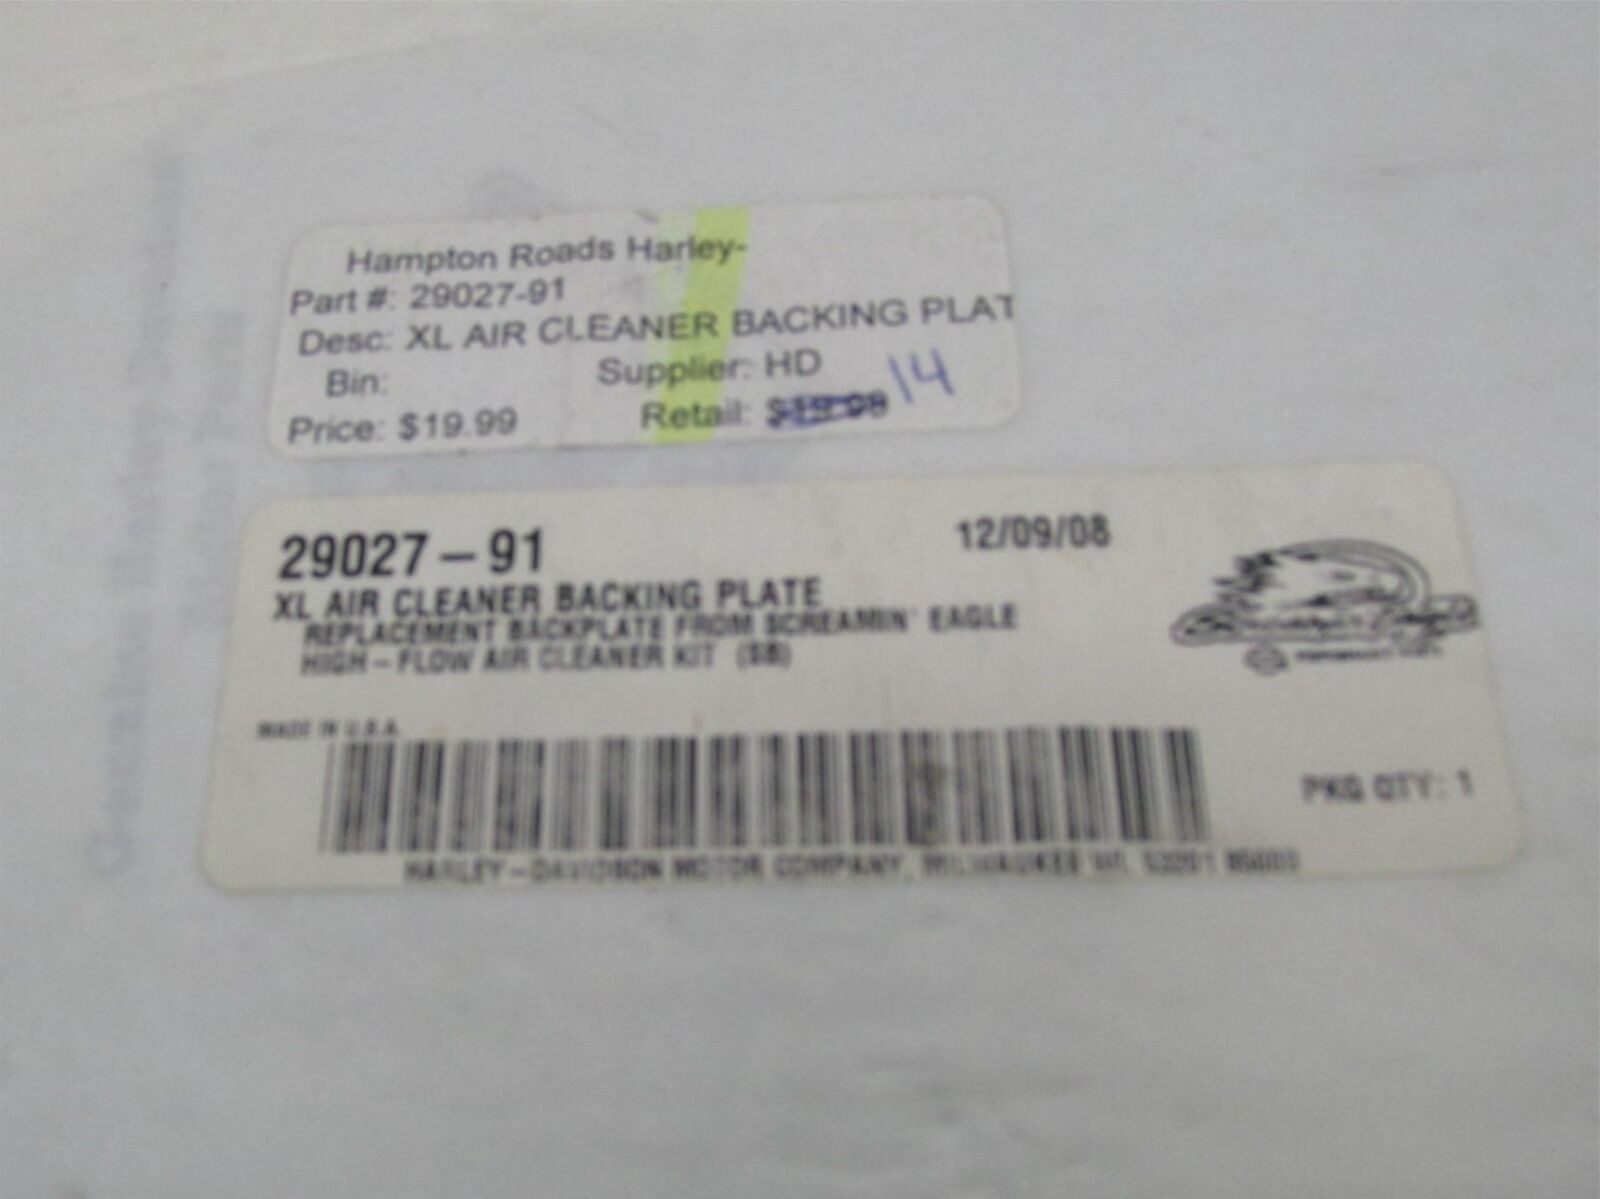 Hampton Roads Harley-
Part #: 29027-91
Desc: XL AIR CLEANER BACKING PLAT
Bin: Supplier: HD
Price: $19.99 Retail: 14
29027-91 12/09/08
XL AIR CLEANER BACKING PLATE
REPLACEMENT BACKPLATE FROM SCREAMIN' EAGLE
HIGH-FLOW AIR CLEANER KIT (SB)
MADE IN U.S.A.
PKG QTY: 1
HARLEY-DAVIDSON MOTOR COMPANY, MILWAUKEE WI. 53201